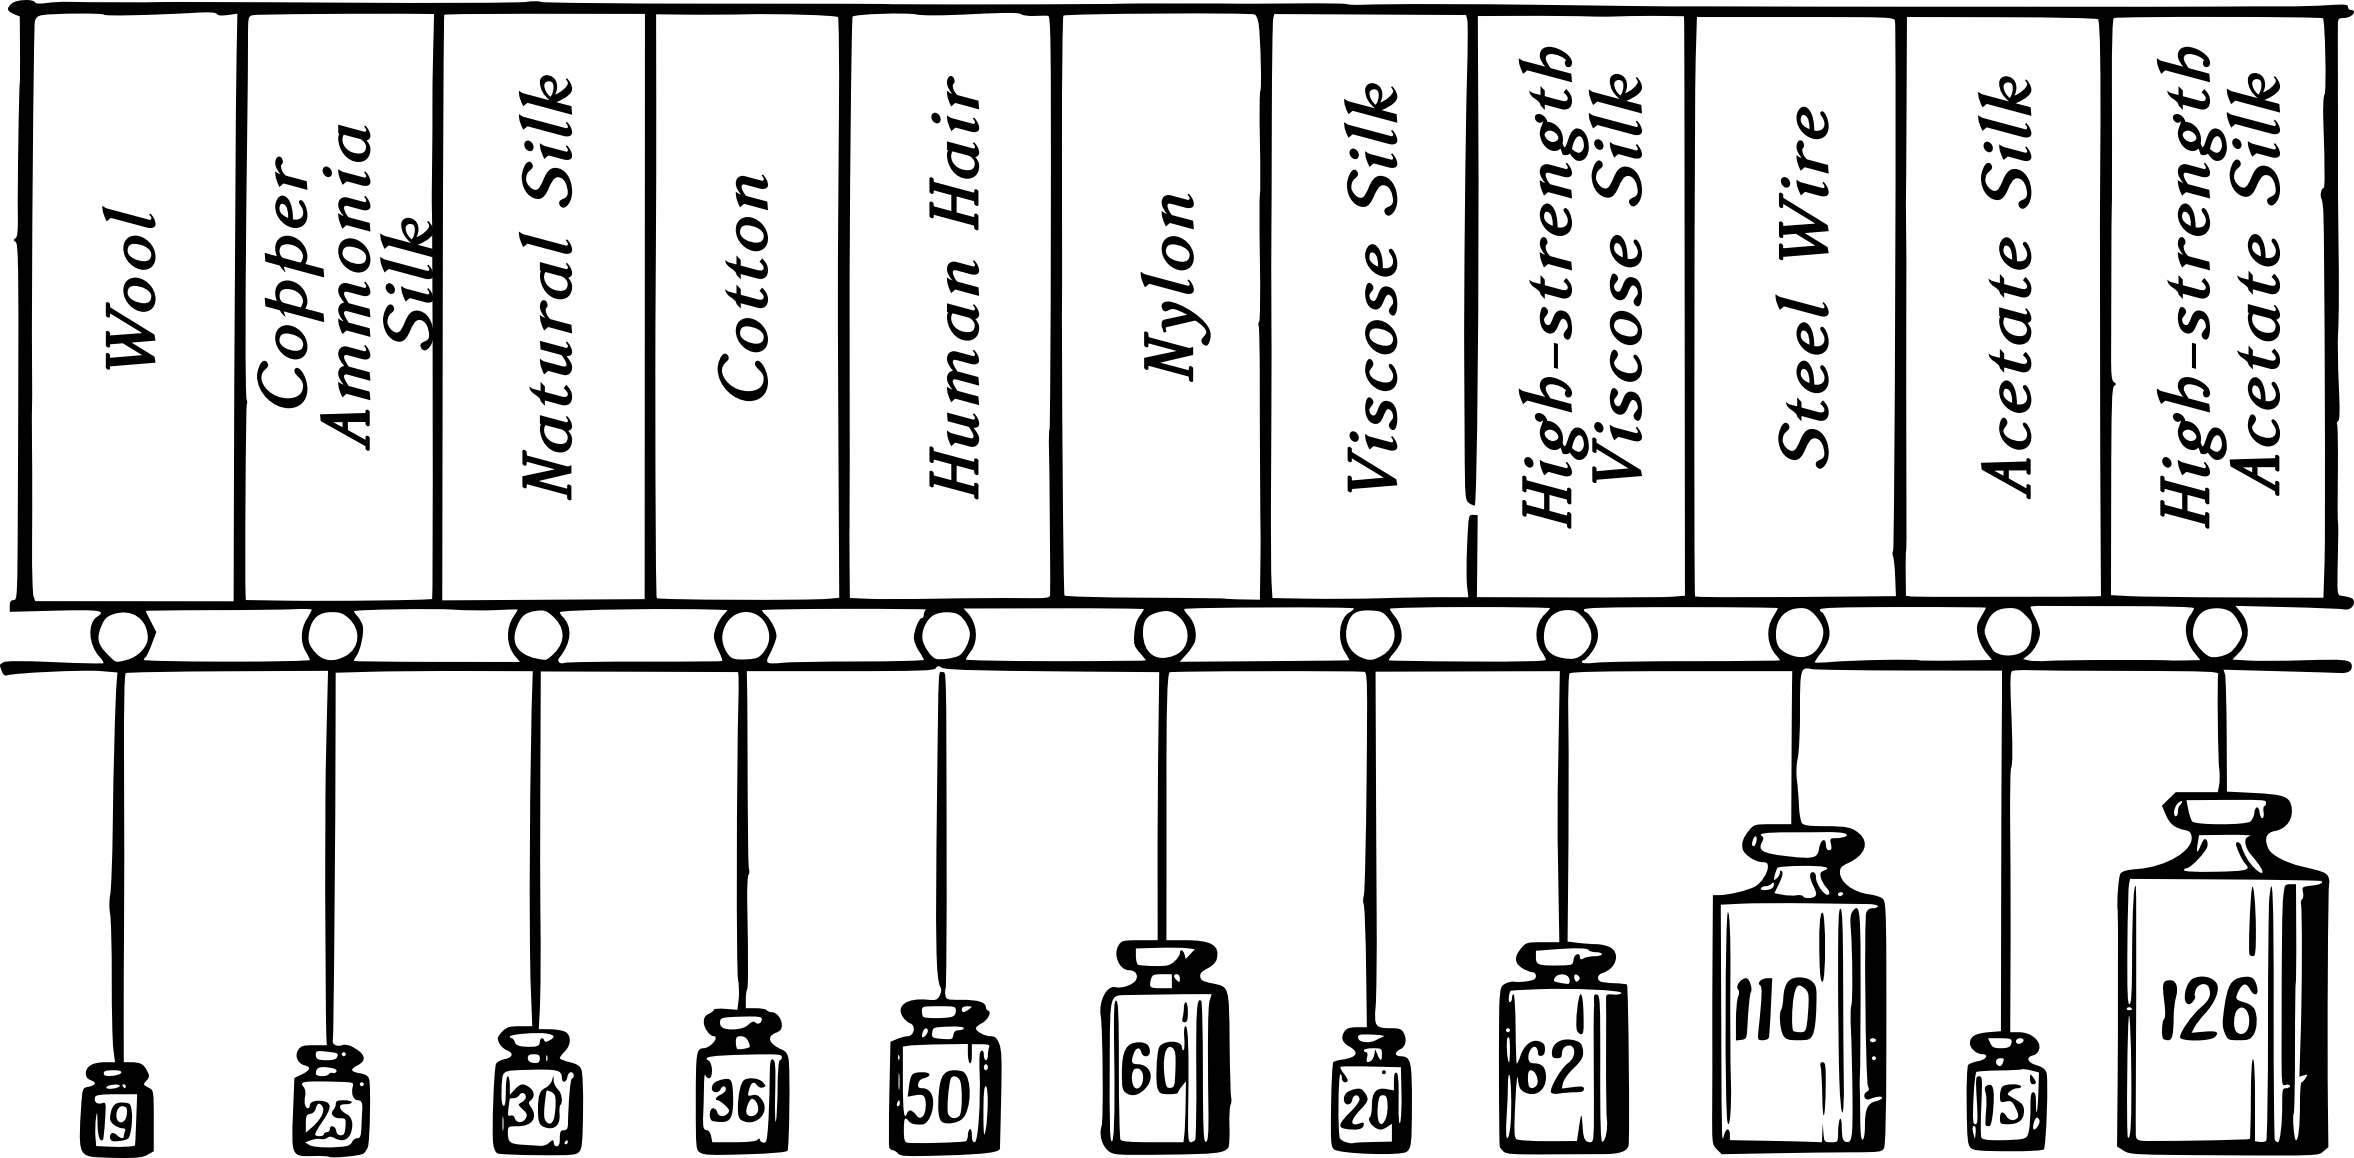 Wool
Copper
Ammonia
Silk
Natural Silk
Cotton
Human Hair
Nylon
Viscose Silk
High-strength
Viscose Silk
Steel Wire
Acetate Silk
High-strength
Acetate Silk
19
25
30
36
50
60
20
62
110
15
126